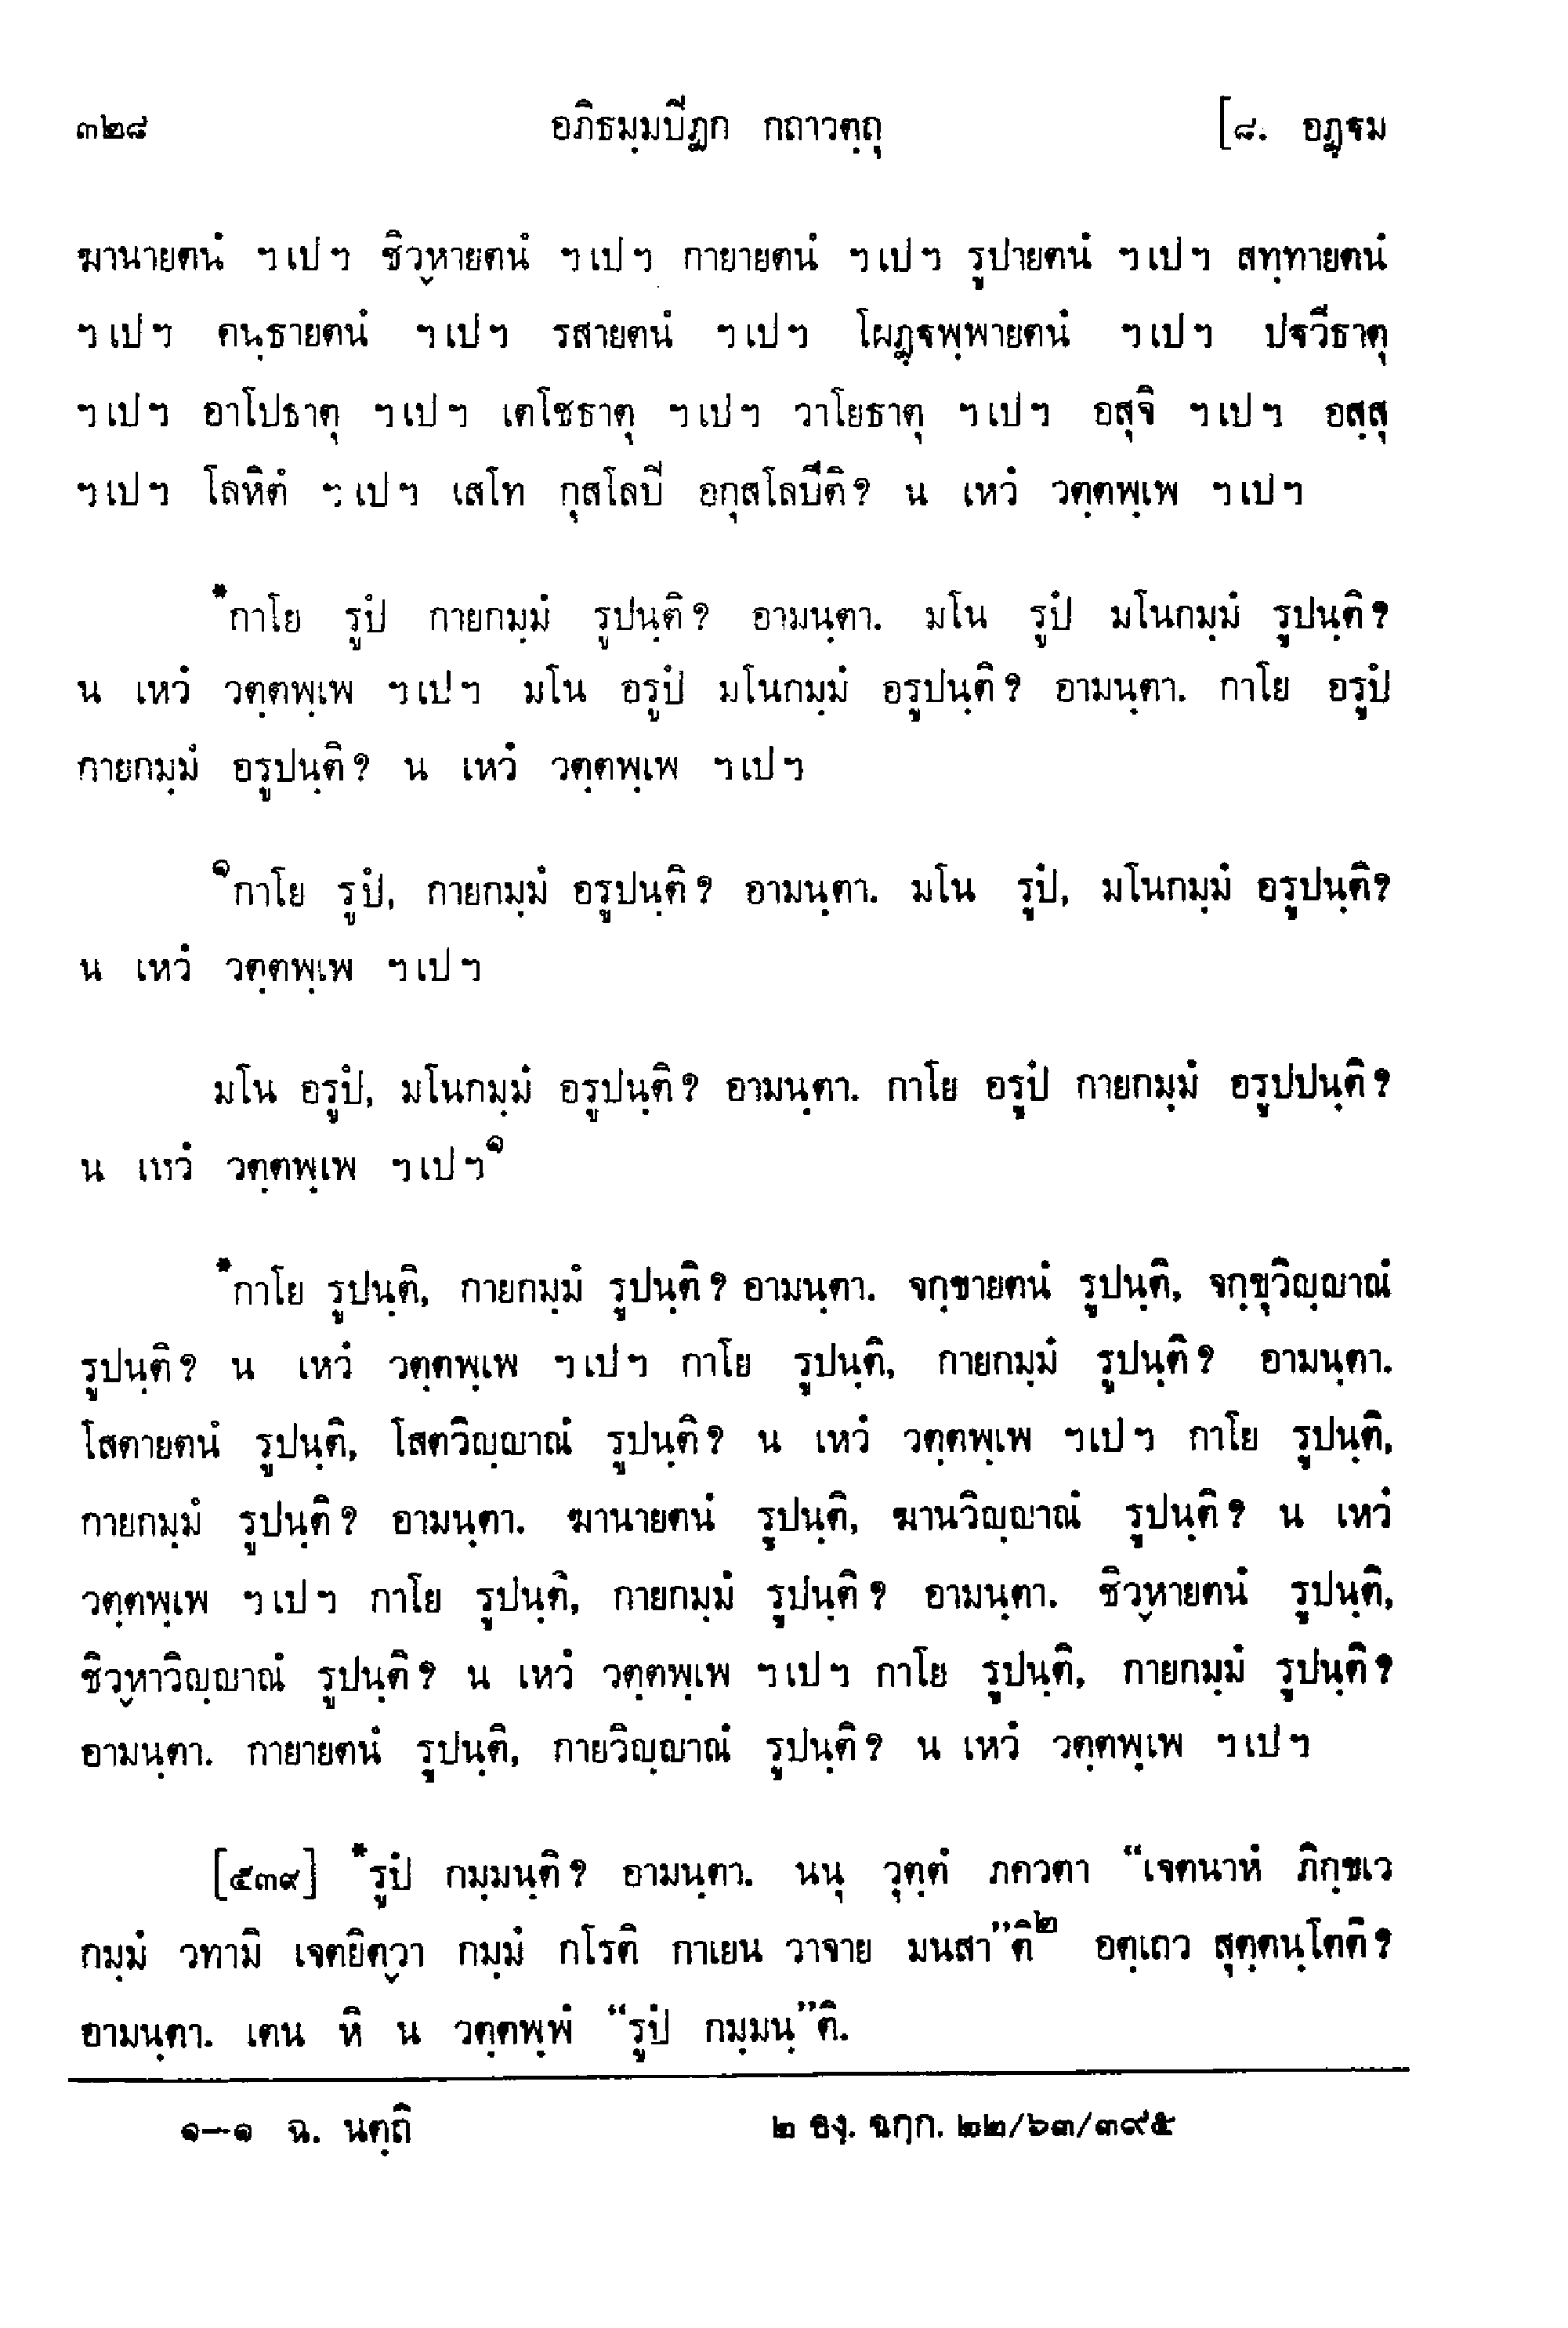 ๓๒๘ อภิธมฺมปิฏก กถาวตฺถุ [๘. อฏฺฐม
ฆานายตนํ ฯเปฯ ชิวฺหายตนํ ฯเปฯ กายายตนํ ฯเปฯ รูปายตนํ ฯเปฯ สทฺทายตนํ
ฯเปฯ คนฺธายตนํ ฯเปฯ รสายตนํ ฯเปฯ โผฏฺฐพฺพายตนํ ฯเปฯ ปฐวีธาตุ
ฯเปฯ อาโปธาตุ ฯเปฯ เตโชธาตุ ฯเปฯ วาโยธาตุ ฯเปฯ อสุจิ ฯเปฯ อสฺสุ
ฯเปฯ โลหิตํ ฯเปฯ เสโท กุสโลปิ อกุสโลปีติ? น เหวํ วตฺตพฺเพ ฯเปฯ
*กาโย รูปํ กายกมฺมํ รูปนฺติ? อามนฺตา. มโน รูปํ มโนกมฺมํ รูปนฺติ?
น เหวํ วตฺตพฺเพ ฯเปฯ มโน อรูปํ มโนกมฺมํ อรูปนฺติ? อามนฺตา. กาโย อรูปํ
กายกมฺมํ อรูปนฺติ? น เหวํ วตฺตพฺเพ ฯเปฯ
๑กาโย รูปํ, กายกมฺมํ อรูปนฺติ? อามนฺตา. มโน รูปํ, มโนกมฺมํ อรูปนฺติ?
น เหวํ วตฺตพฺเพ ฯเปฯ
มโน อรูปํ, มโนกมฺมํ อรูปนฺติ? อามนฺตา. กาโย อรูปํ กายกมฺมํ อรูปปนฺติ?
น เหวํ วตฺตพฺเพ ฯเปฯ๑
*กาโย รูปนฺติ, กายกมฺมํ รูปนฺติ? อามนฺตา. จกฺขายตนํ รูปนฺติ, จกฺขุวิญฺญาณํ
รูปนฺติ? น เหวํ วตฺตพฺเพ ฯเปฯ กาโย รูปนฺติ, กายกมฺมํ รูปนฺติ? อามนฺตา.
โสตายตนํ รูปนฺติ, โสตวิญฺญาณํ รูปนฺติ? น เหวํ วตฺตพฺเพ ฯเปฯ กาโย รูปนฺติ,
กายกมฺมํ รูปนฺติ? อามนฺตา. ฆานายตนํ รูปนฺติ, ฆานวิญฺญาณํ รูปนฺติ? น เหวํ
วตฺตพฺเพ ฯเปฯ กาโย รูปนฺติ, กายกมฺมํ รูปนฺติ? อามนฺตา. ชิวฺหายตนํ รูปนฺติ,
ชิวฺหาวิญฺญาณํ รูปนฺติ? น เหวํ วตฺตพฺเพ ฯเปฯ กาโย รูปนฺติ, กายกมฺมํ รูปนฺติ?
อามนฺตา. กายายตนํ รูปนฺติ, กายวิญฺญาณํ รูปนฺติ? น เหวํ วตฺตพฺเพ ฯเปฯ
[๕๓๙] *รูปํ กมฺมนฺติ? อามนฺตา. นนุ วุตฺตํ ภควตา “เจตนาหํ ภิกฺขเว
กมฺมํ วทามิ เจตยิตฺวา กมฺมํ กโรติ กาเยน วาจาย มนสา”ติ๒ อตฺเถว สุตฺตนฺโตติ?
อามนฺตา. เตน หิ น วตฺตพฺพํ “รูปํ กมฺมนฺ”ติ.
๑–๑ ฉ. นตฺถิ ๒ องฺ. ฉกฺก. ๒๒/๖๓/๓๙๕